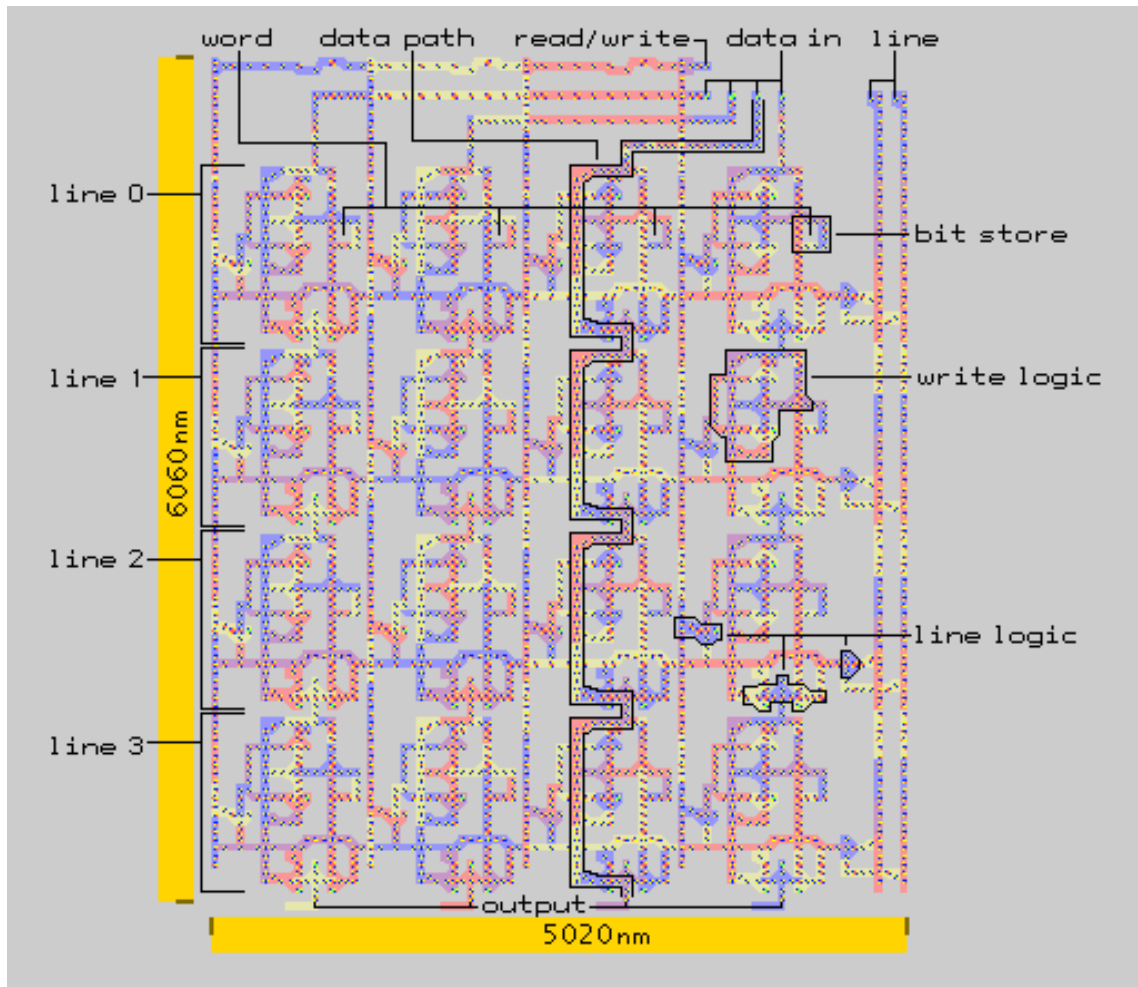 word data path read/write data in line
line 0
bit store
line 1
write logic
6060nm
line 2
line logic
line 3
output
5020nm